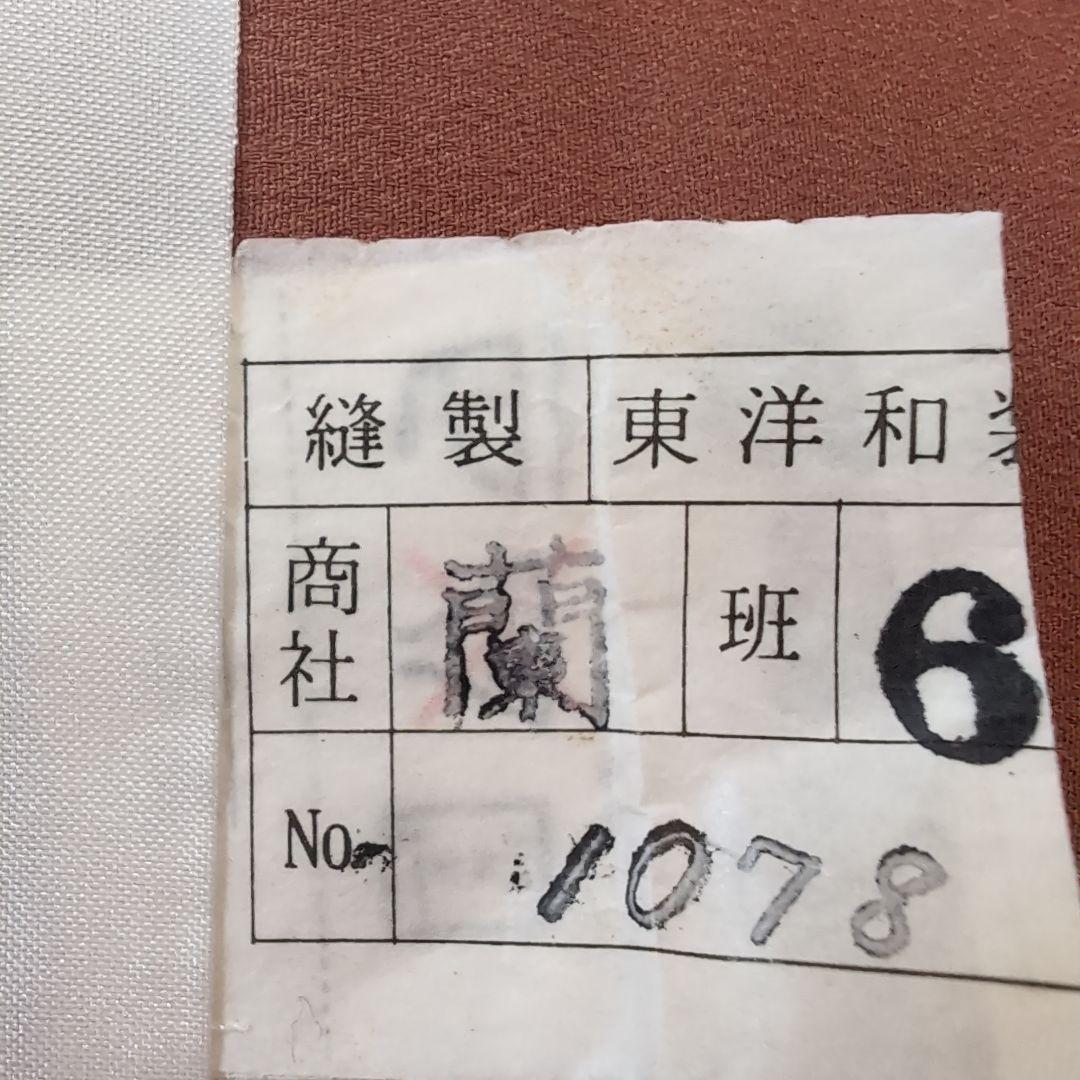 縫製 東洋和
商社 蘭 班 6
No. 1078